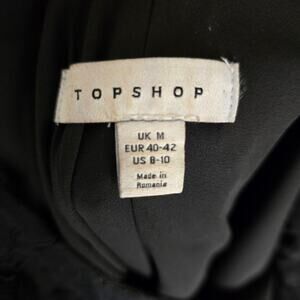 TOPSHOP
UK M
EUR 40-42
US 8-10
Made in
Romania